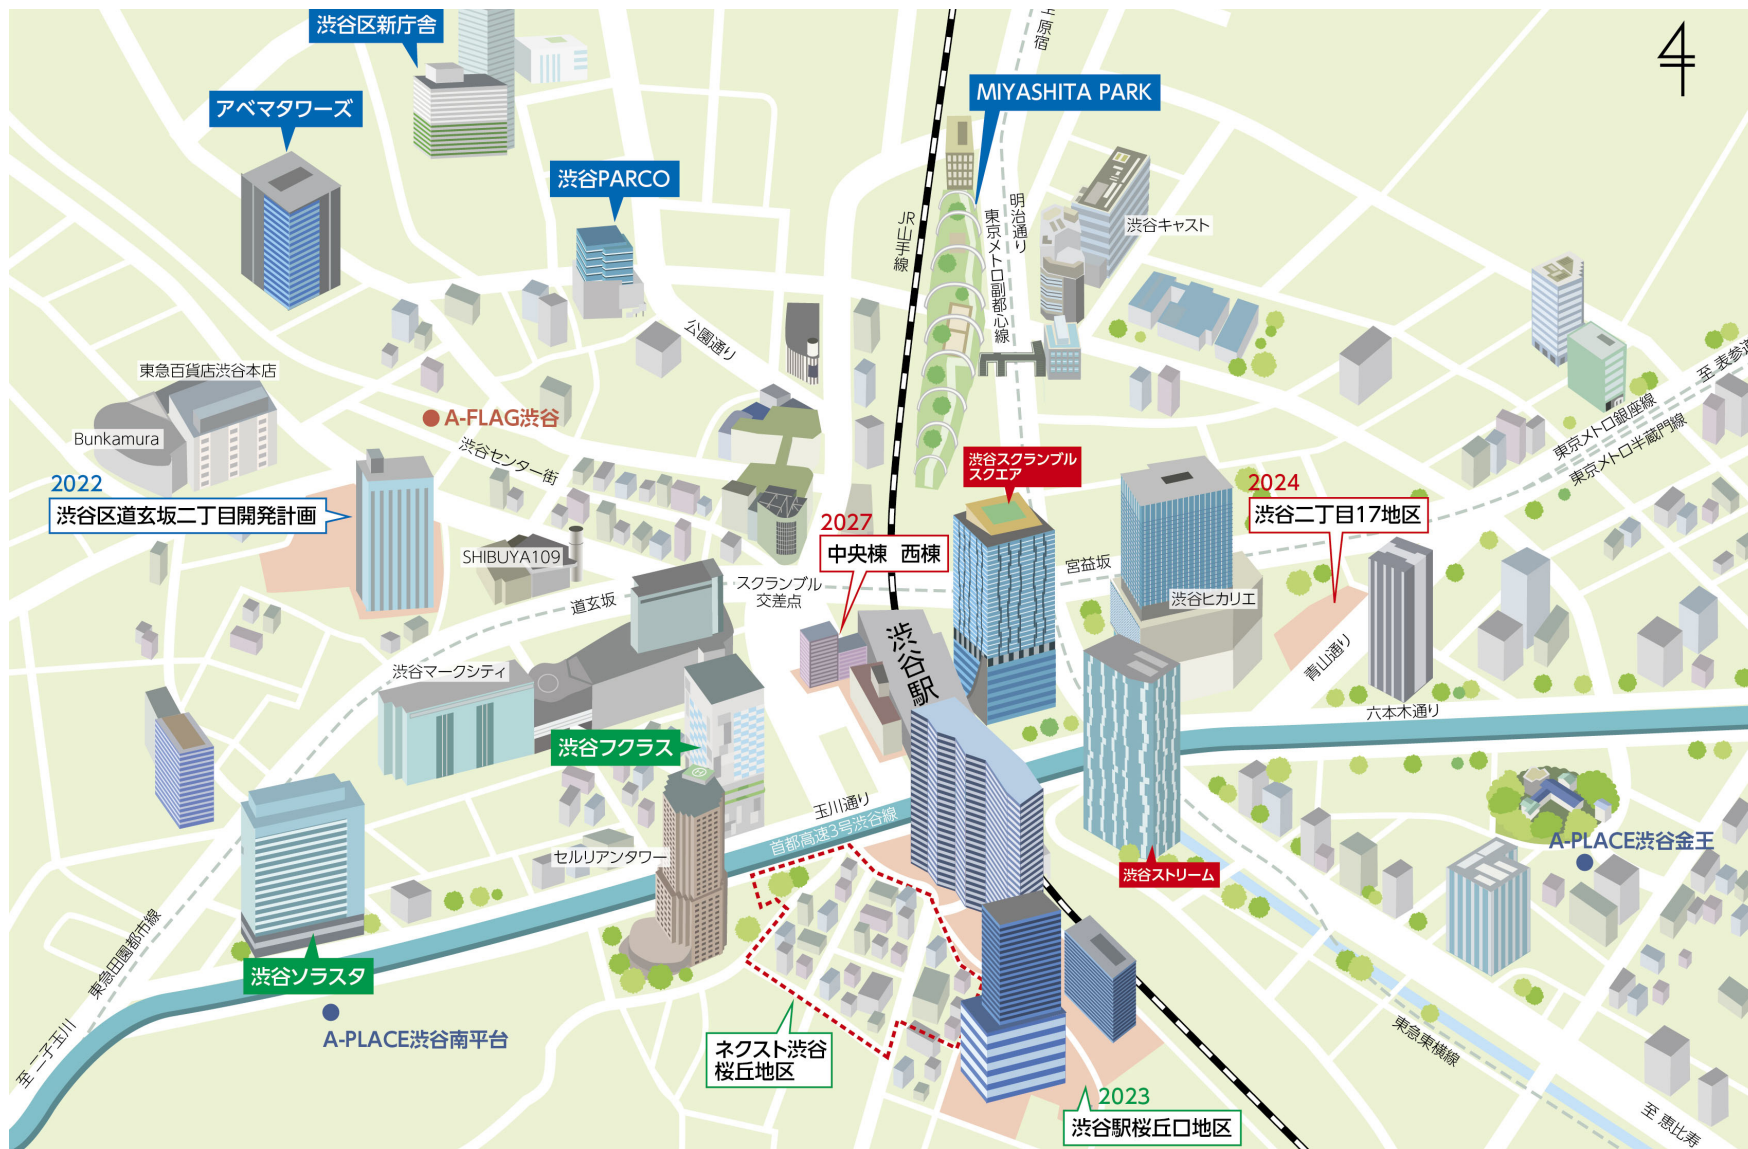 渋谷区新庁舎
至 原宿
アベマタワーズ
MIYASHITA PARK
渋谷PARCO
JR山手線
東京メトロ副都心線
明治通り
渋谷キャスト
公園通り
東急百貨店渋谷本店
Bunkamura
A-FLAG渋谷
渋谷センター街
至 表参道
東京メトロ銀座線
東京メトロ半蔵門線
渋谷スクランブル
スクエア
2022
渋谷区道玄坂二丁目開発計画
2024
渋谷二丁目17地区
2027
中央棟 西棟
SHIBUYA109
道玄坂
スクランブル
交差点
宮益坂
渋谷ヒカリエ
渋谷駅
青山通り
渋谷マークシティ
六本木通り
渋谷フクラス
玉川通り
首都高速3号渋谷線
セルリアンタワー
渋谷ストリーム
A-PLACE渋谷金王
東急田園都市線
渋谷ソラスタ
A-PLACE渋谷南平台
至 二子玉川
ネクスト渋谷
桜丘地区
東急東横線
2023
渋谷駅桜丘口地区
至 恵比寿